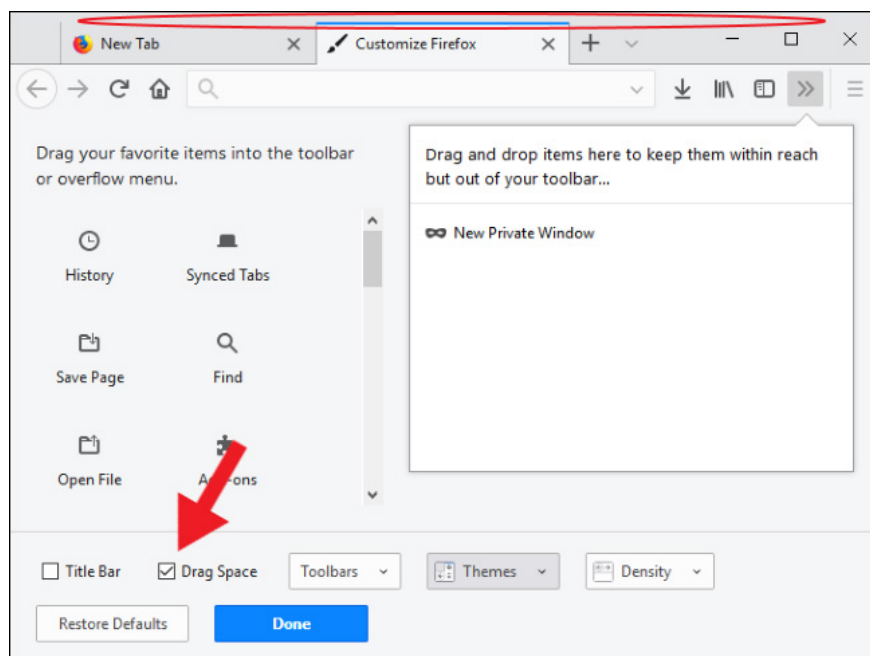 New Tab
Customize Firefox
Drag your favorite items into the toolbar
or overflow menu.
Drag and drop items here to keep them within reach
but out of your toolbar...
New Private Window
History
Synced Tabs
Save Page
Find
Open File
Title Bar
Drag Space
Toolbars
Themes
Density
Restore Defaults
Done